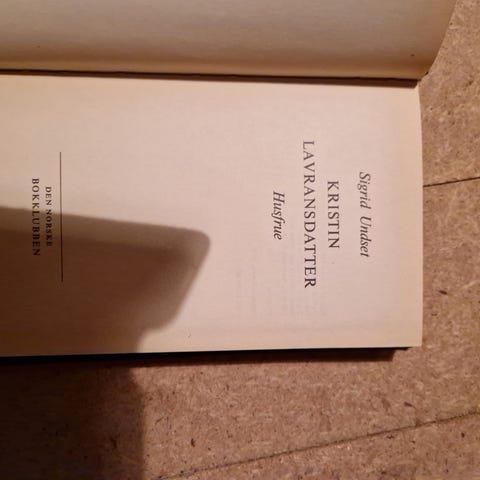 Sigrid Undset
KRISTIN
LAVRANSDATTER
Husfrue
DEN NORSKE
BOKKLUBBEN